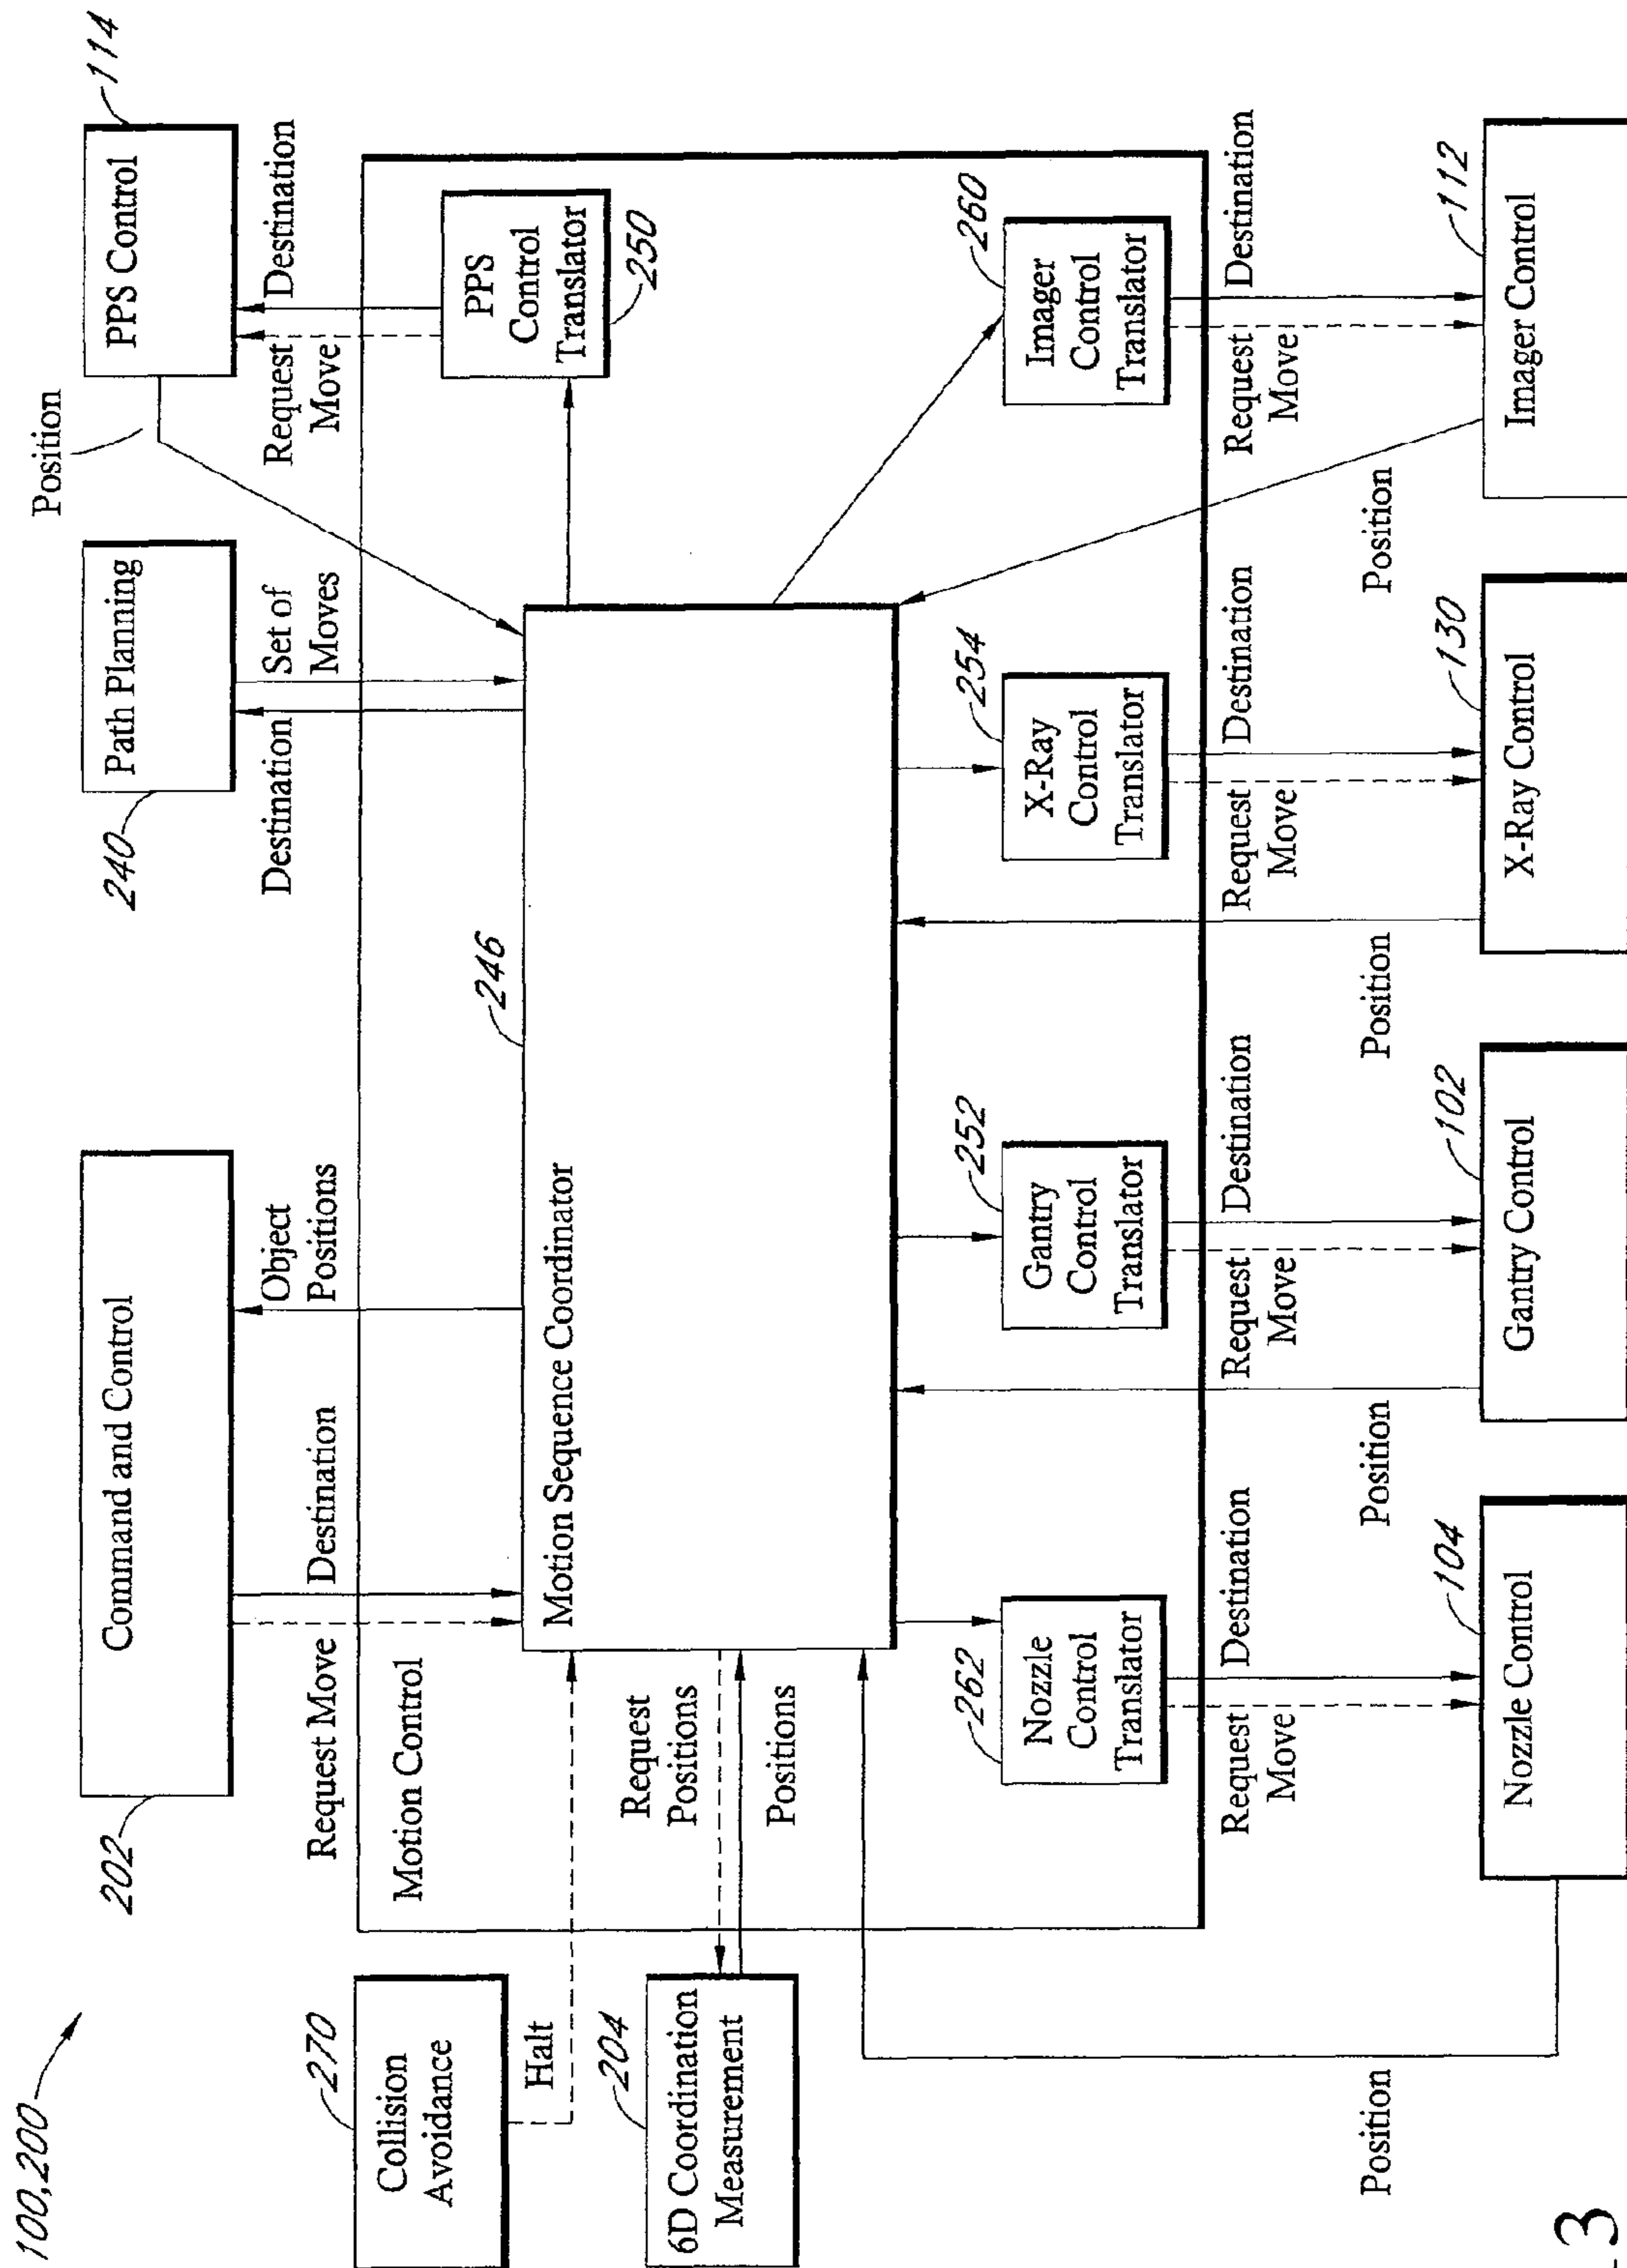 100,200
202
Command and Control
240
Path Planning
Position
114
PPS Control
Request Move
Destination
Object
Positions
Destination
Set of
Moves
Request
Move
Destination
270
Collision
Avoidance
Halt
Motion Control
246
PPS
Control
Translator
250
204
6D Coordination
Measurement
Request
Positions
Positions
Motion Sequence Coordinator
262
Nozzle
Control
Translator
252
Gantry
Control
Translator
254
X-Ray
Control
Translator
260
Imager
Control
Translator
Request
Move
Destination
Request
Move
Destination
Request
Move
Destination
Request
Move
Destination
Position
Position
Position
Position
104
Nozzle Control
102
Gantry Control
130
X-Ray Control
112
Imager Control